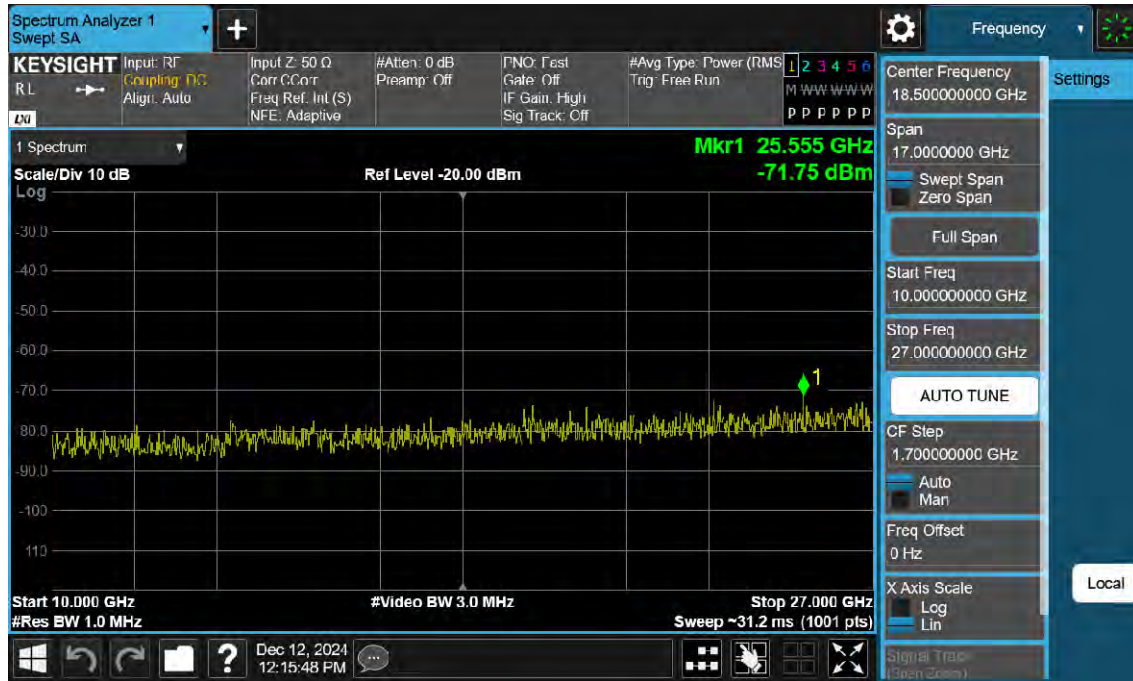 Spectrum Analyzer 1
Swept SA
+
Frequency
KEYSIGHT
RL
LXI
Input: RF
Coupling: DC
Align: Auto
Input Z: 50 Ω
Corr CCorr
Freq Ref: Int (S)
NFE: Adaptive
#Atten: 0 dB
Preamp: Off
PNO: Fast
Gate: Off
IF Gain: High
Sig Track: Off
#Avg Type: Power (RMS
Trig: Free Run
1 2 3 4 5 6
M W W W W W
P P P P P P
1 Spectrum
Scale/Div 10 dB
Log
Ref Level -20.00 dBm
Mkr1 25.555 GHz
-71.75 dBm
-30.0
-40.0
-50.0
-60.0
-70.0
-80.0
-90.0
-100
-110
1
Start 10.000 GHz
#Video BW 3.0 MHz
Stop 27.000 GHz
#Res BW 1.0 MHz
Sweep ~31.2 ms (1001 pts)
?
Dec 12, 2024
12:15:48 PM
Center Frequency
18.500000000 GHz
Settings
Span
17.0000000 GHz
Swept Span
Zero Span
Full Span
Start Freq
10.000000000 GHz
Stop Freq
27.000000000 GHz
AUTO TUNE
CF Step
1.700000000 GHz
Auto
Man
Freq Offset
0 Hz
X Axis Scale
Log
Lin
Local
Signal Track
(Span Zoom)